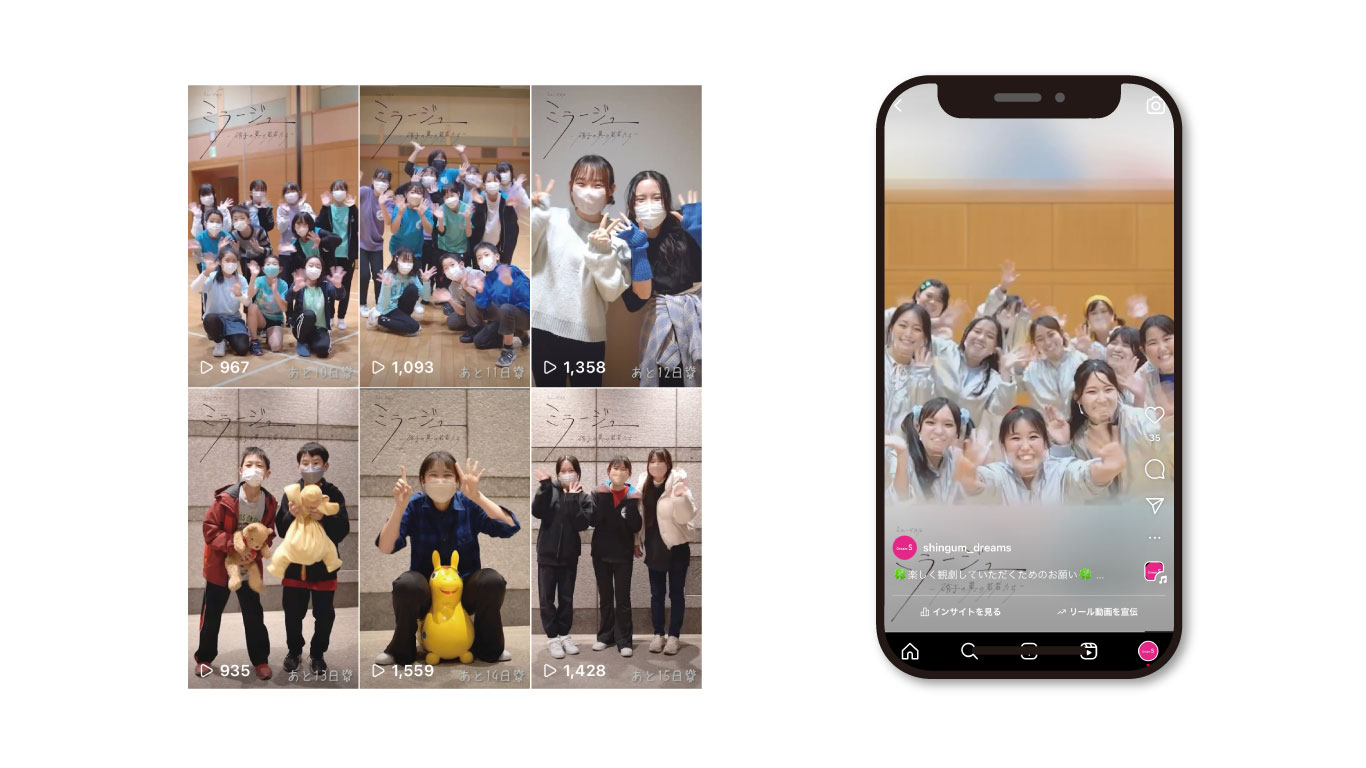 ミラージュ
ミラージュ
ミラージュ
967
あと10日
1,093
あと11日
1,358
あと12日
ミラージュ
ミラージュ
ミラージュ
935
あと13日
1,559
あと14日
1,428
あと15日
35
shingum_dreams
楽しく観劇していただくためのお願い ...
ミラージュ
インサイトを見る
リール動画を宣伝